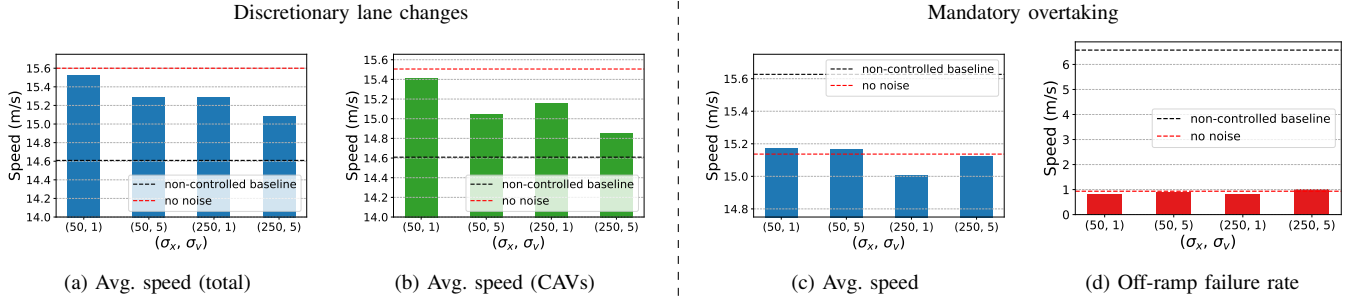 Discretionary lane changes
Mandatory overtaking
15.6
15.4
15.2
15.0
14.8
14.6
14.4
14.2
14.0
Speed (m/s)
non-controlled baseline
no noise
(50, 1) (50, 5) (250, 1) (250, 5)
(σx, σv)
(a) Avg. speed (total)
15.6
15.4
15.2
15.0
14.8
14.6
14.4
14.2
14.0
Speed (m/s)
non-controlled baseline
no noise
(50, 1) (50, 5) (250, 1) (250, 5)
(σx, σv)
(b) Avg. speed (CAVs)
15.6
15.4
15.2
15.0
14.8
Speed (m/s)
non-controlled baseline
no noise
(50, 1) (50, 5) (250, 1) (250, 5)
(σx, σv)
(c) Avg. speed
6
5
4
3
2
1
0
Speed (m/s)
non-controlled baseline
no noise
(50, 1) (50, 5) (250, 1) (250, 5)
(σx, σv)
(d) Off-ramp failure rate